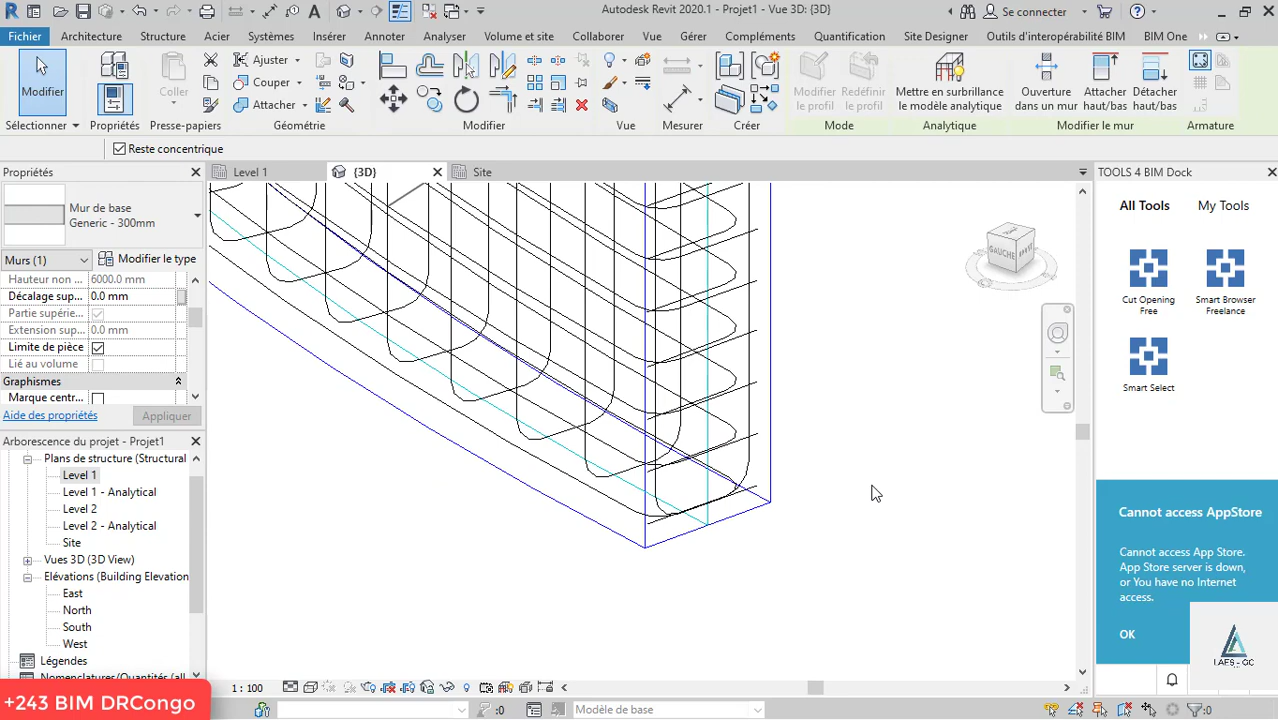 Autodesk Revit 2020.1 - Projet1 - Vue 3D: {3D}
Se connecter
Fichier Architecture Structure Acier Systèmes Insérer Annoter Analyser Volume et site Collaborer Vue Gérer Compléments Quantification Site Designer Outils d'interopérabilité BIM BIM One
Modifier
Coller
Ajuster
Couper
Attacher
Modifier le profil
Redéfinir le profil
Mettre en surbrillance le modèle analytique
Ouverture dans un mur
Attacher haut/bas
Détacher haut/bas
Sélectionner Propriétés Presse-papiers Géométrie Modifier Vue Mesurer Créer Mode Analytique Modifier le mur Armature
Reste concentrique
Propriétés
Level 1 {3D} Site
TOOLS 4 BIM Dock
All Tools My Tools
Mur de base
Generic - 300mm
Murs (1) Modifier le type
Hauteur non ... 6000.0 mm
Décalage sup... 0.0 mm
Partie supérie...
Extension sup... 0.0 mm
Limite de pièce
Lié au volume
Graphismes
Marque centr...
Aide des propriétés Appliquer
Arborescence du projet - Projet1
Plans de structure (Structural
Level 1
Level 1 - Analytical
Level 2
Level 2 - Analytical
Site
Vues 3D (3D View)
Elévations (Building Elevation
East
North
South
West
Légendes
Nomenclatures/Quantités (all
GAUCHE
Cut Opening Free
Smart Browser Freelance
Smart Select
Cannot access AppStore
Cannot access App Store.
App Store server is down,
or You have no Internet
access.
OK
LAES-GC
+243 BIM DRCongo
1 : 100
:0
Modèle de base
:0